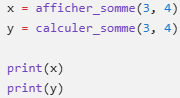 x = afficher_somme(3, 4)
y = calculer_somme(3, 4)
print(x)
print(y)